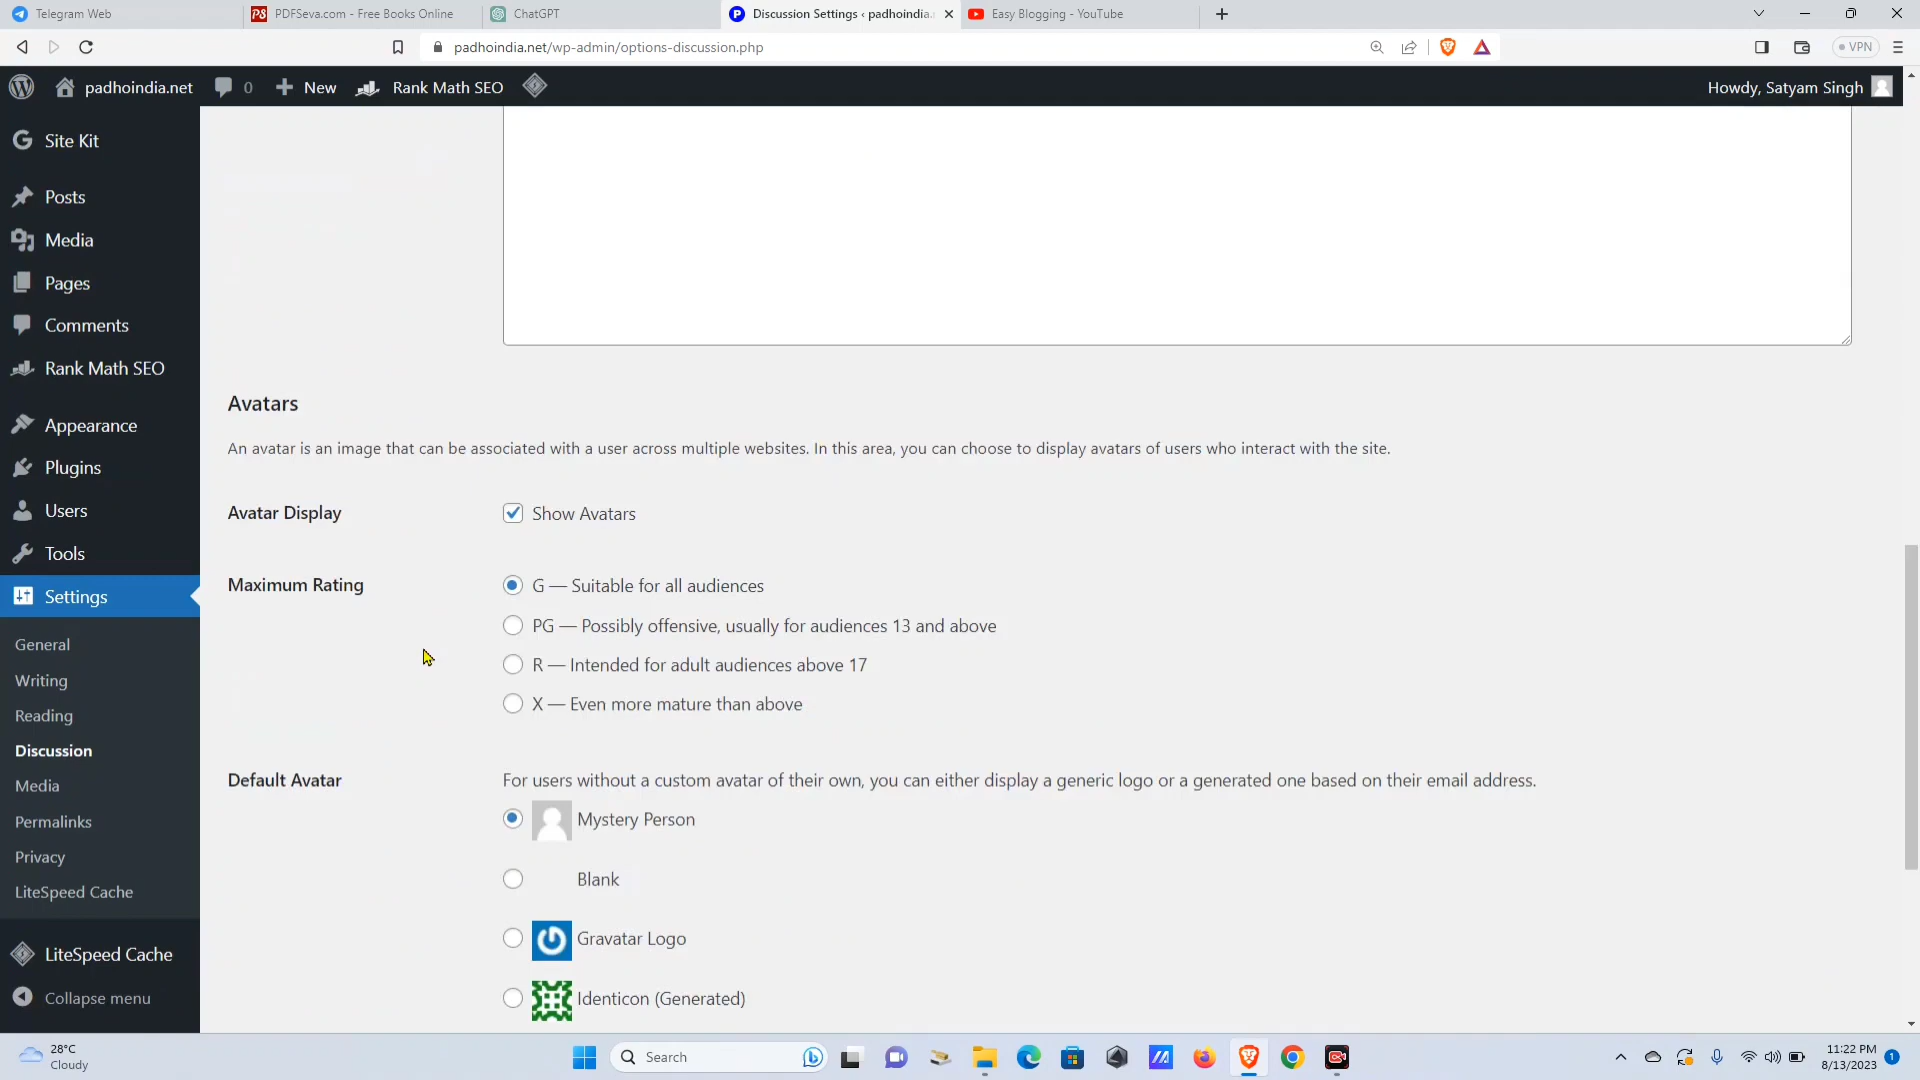 Telegram Web
PDFSeva.com - Free Books Online
ChatGPT
Discussion Settings ‹ padhoindia.
Easy Blogging - YouTube
padhoindia.net/wp-admin/options-discussion.php
VPN
padhoindia.net
0
New
Rank Math SEO
Howdy, Satyam Singh
Site Kit
Posts
Media
Pages
Comments
Rank Math SEO
Appearance
Plugins
Users
Tools
Settings
General
Writing
Reading
Discussion
Media
Permalinks
Privacy
LiteSpeed Cache
LiteSpeed Cache
Collapse menu
Avatars
An avatar is an image that can be associated with a user across multiple websites. In this area, you can choose to display avatars of users who interact with the site.
Avatar Display
Show Avatars
Maximum Rating
G — Suitable for all audiences
PG — Possibly offensive, usually for audiences 13 and above
R — Intended for adult audiences above 17
X — Even more mature than above
Default Avatar
For users without a custom avatar of their own, you can either display a generic logo or a generated one based on their email address.
Mystery Person
Blank
Gravatar Logo
Identicon (Generated)
28°C
Cloudy
Search
11:22 PM
8/13/2023
1